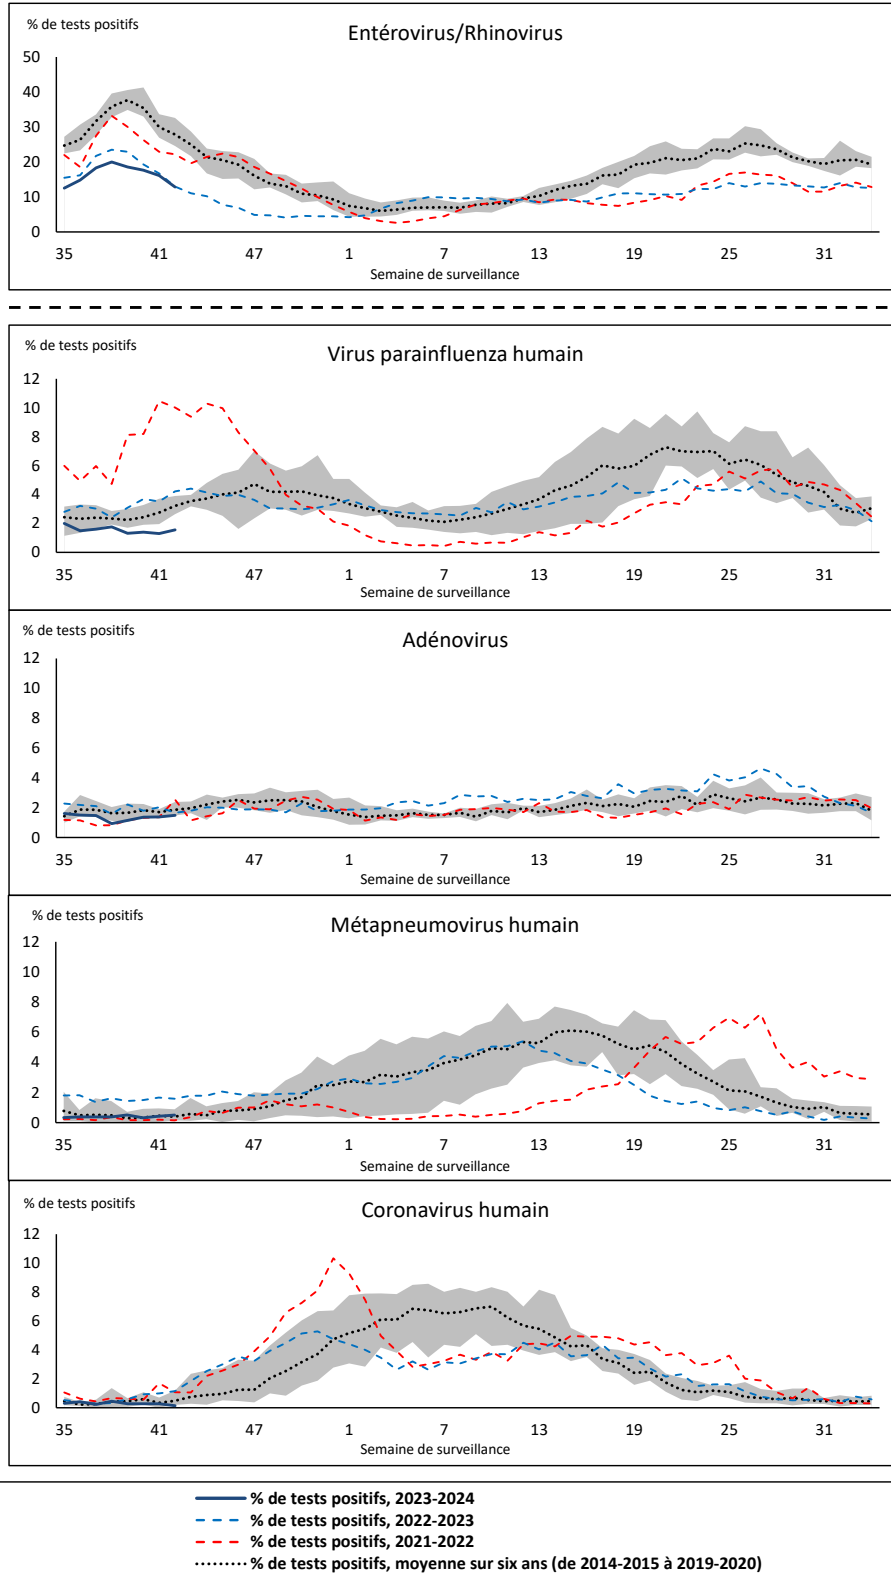 % de tests positifs
Entérovirus/Rhinovirus
50
40
30
20
10
0
35 41 47 1 7 13 19 25 31
Semaine de surveillance
% de tests positifs
Virus parainfluenza humain
12
10
8
6
4
2
0
35 41 47 1 7 13 19 25 31
Semaine de surveillance
% de tests positifs
Adénovirus
12
10
8
6
4
2
0
35 41 47 1 7 13 19 25 31
Semaine de surveillance
% de tests positifs
Métapneumovirus humain
12
10
8
6
4
2
0
35 41 47 1 7 13 19 25 31
Semaine de surveillance
% de tests positifs
Coronavirus humain
12
10
8
6
4
2
0
35 41 47 1 7 13 19 25 31
Semaine de surveillance
% de tests positifs, 2023-2024
% de tests positifs, 2022-2023
% de tests positifs, 2021-2022
% de tests positifs, moyenne sur six ans (de 2014-2015 à 2019-2020)